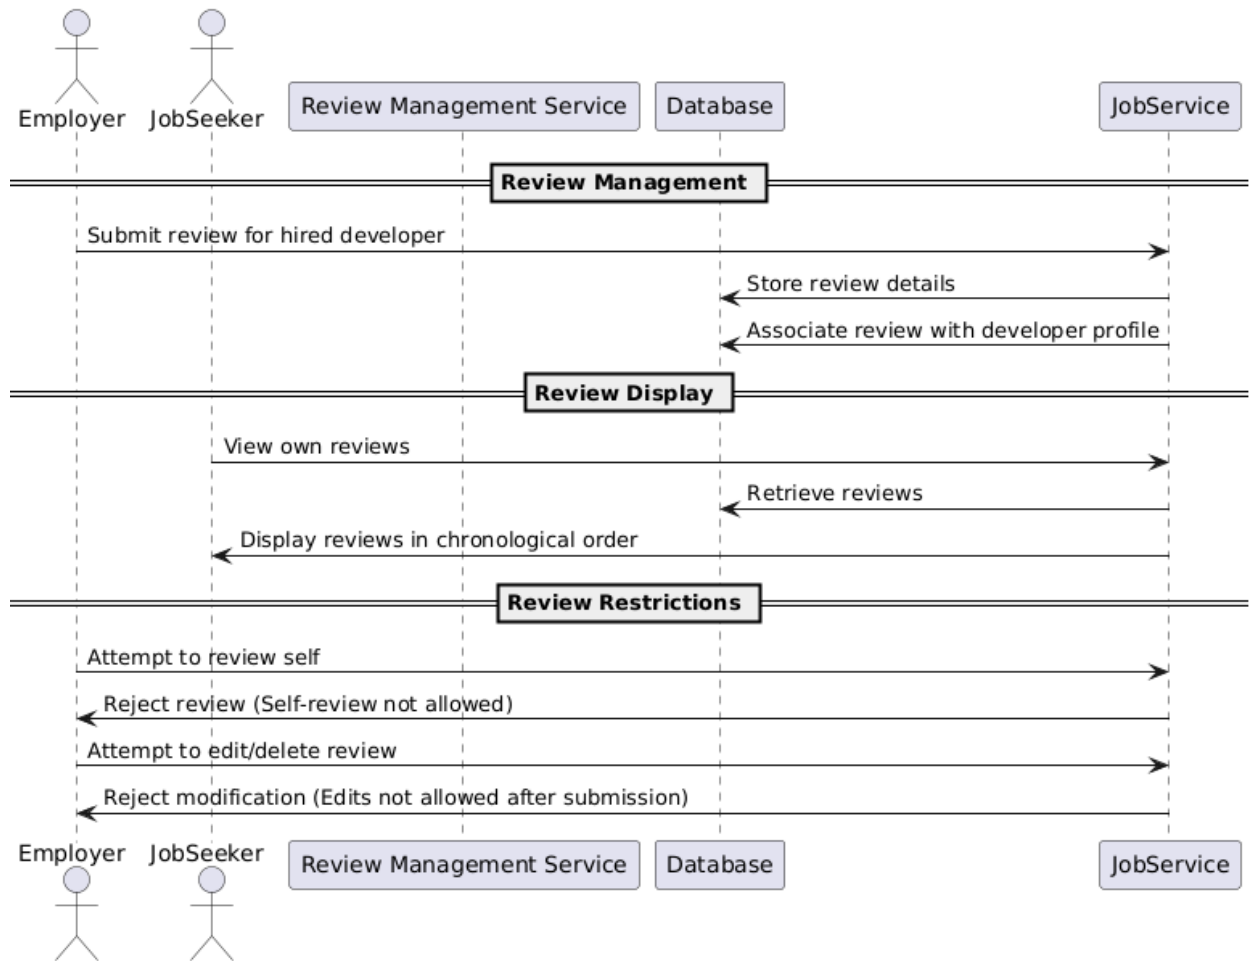 Employer
JobSeeker
Review Management Service
Database
JobService
Review Management
Submit review for hired developer
Store review details
Associate review with developer profile
Review Display
View own reviews
Retrieve reviews
Display reviews in chronological order
Review Restrictions
Attempt to review self
Reject review (Self-review not allowed)
Attempt to edit/delete review
Reject modification (Edits not allowed after submission)
Employer
JobSeeker
Review Management Service
Database
JobService